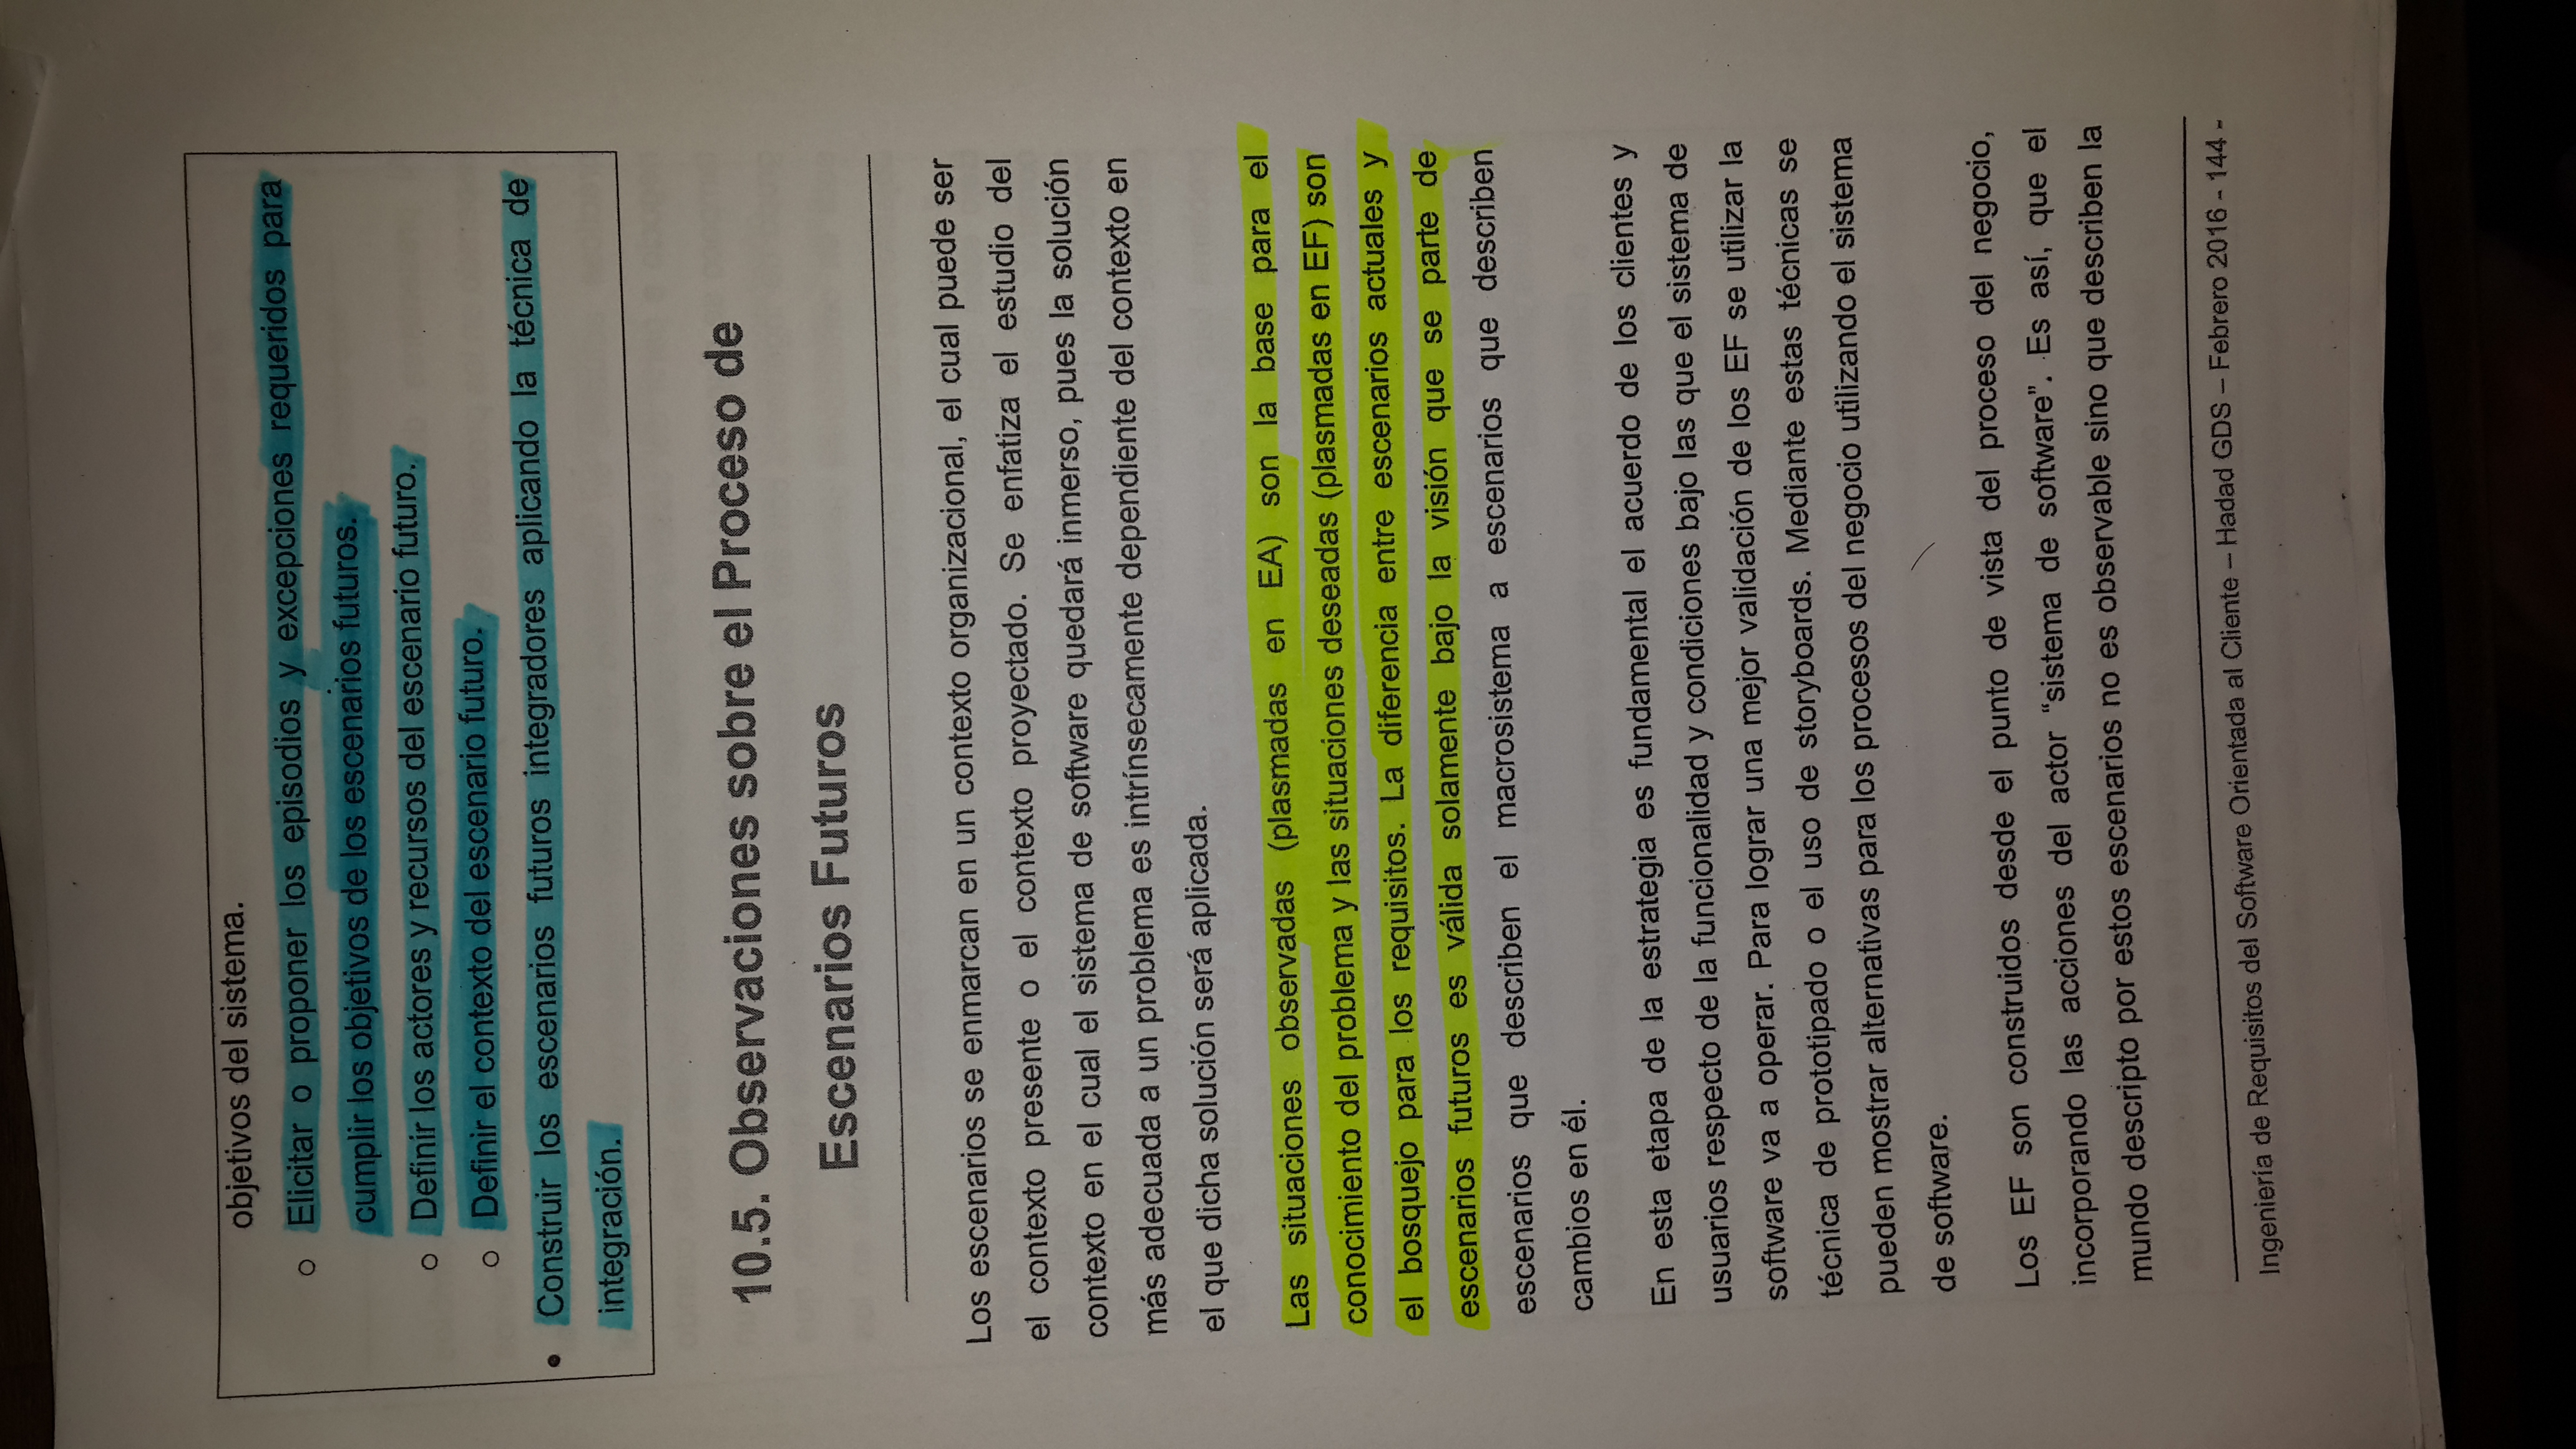 objetivos del sistema.
o Elicitar o proponer los episodios y excepciones requeridos para
cumplir los objetivos de los escenarios futuros.
o Definir los actores y recursos del escenario futuro.
o Definir el contexto del escenario futuro.
• Construir los escenarios futuros integradores aplicando la técnica de
integración.
10.5. Observaciones sobre el Proceso de
Escenarios Futuros
Los escenarios se enmarcan en un contexto organizacional, el cual puede ser
el contexto presente o el contexto proyectado. Se enfatiza el estudio del
contexto en el cual el sistema de software quedará inmerso, pues la solución
más adecuada a un problema es intrínsecamente dependiente del contexto en
el que dicha solución será aplicada.
Las situaciones observadas (plasmadas en EA) son la base para el
conocimiento del problema y las situaciones deseadas (plasmadas en EF) son
el bosquejo para los requisitos. La diferencia entre escenarios actuales y
escenarios futuros es válida solamente bajo la visión que se parte de
escenarios que describen el macrosistema a escenarios que describen
cambios en él.
En esta etapa de la estrategia es fundamental el acuerdo de los clientes y
usuarios respecto de la funcionalidad y condiciones bajo las que el sistema de
software va a operar. Para lograr una mejor validación de los EF se utilizar la
técnica de prototipado o el uso de storyboards. Mediante estas técnicas se
pueden mostrar alternativas para los procesos del negocio utilizando el sistema
de software.
Los EF son construidos desde el punto de vista del proceso del negocio,
incorporando las acciones del actor “sistema de software”. Es así, que el
mundo descripto por estos escenarios no es observable sino que describen la
Ingeniería de Requisitos del Software Orientada al Cliente – Hadad GDS – Febrero 2016 - 144 -